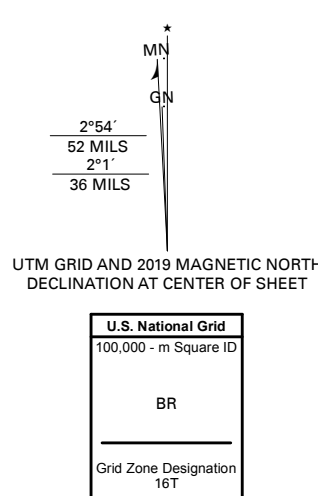 ★
MN
GN
2°54´
52 MILS
2°1´
36 MILS
UTM GRID AND 2019 MAGNETIC NORTH
DECLINATION AT CENTER OF SHEET
U.S. National Grid
100,000 - m Square ID
BR
Grid Zone Designation
16T